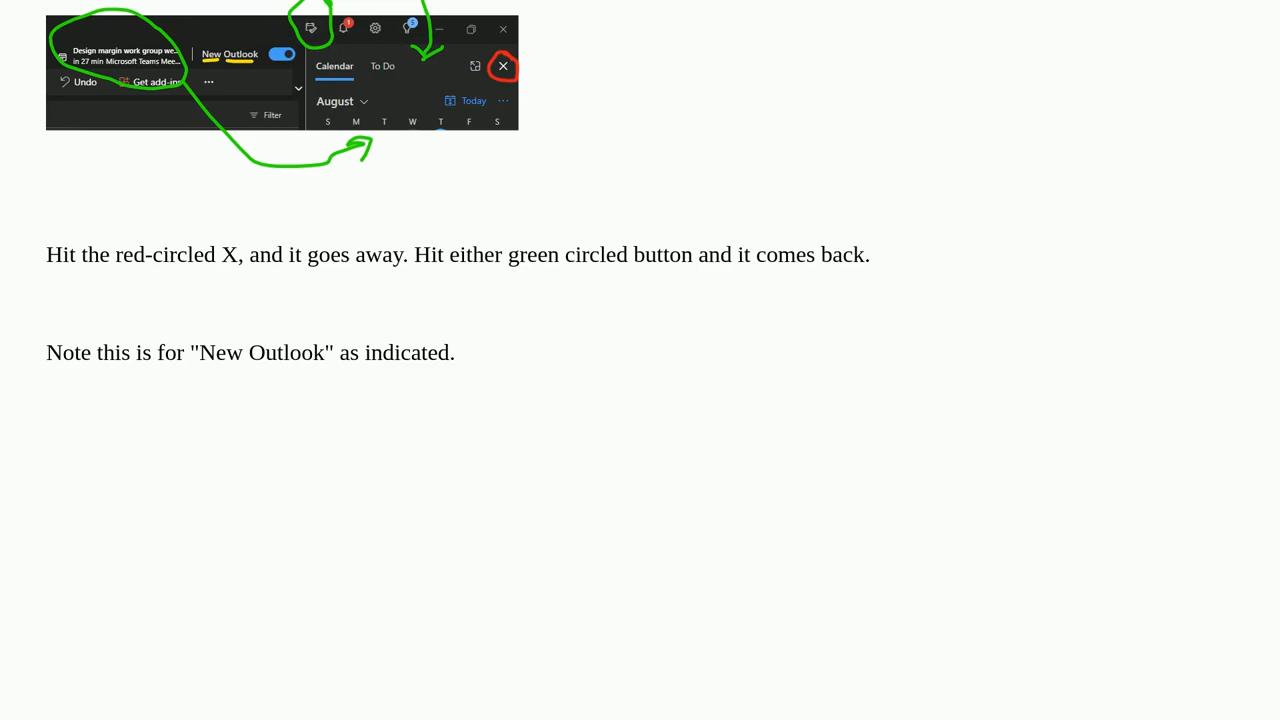 1
5
Design margin work group we...
in 27 min Microsoft Teams Mee...
New Outlook
Calendar
To Do
Undo
Get add-ins
...
August
Today
...
Filter
S M T W T F S
Hit the red-circled X, and it goes away. Hit either green circled button and it comes back.
Note this is for "New Outlook" as indicated.